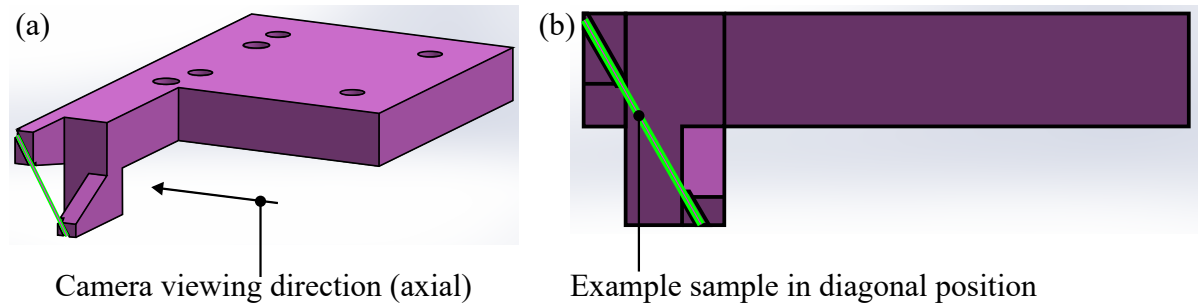 (a)
(b)
Camera viewing direction (axial)
Example sample in diagonal position